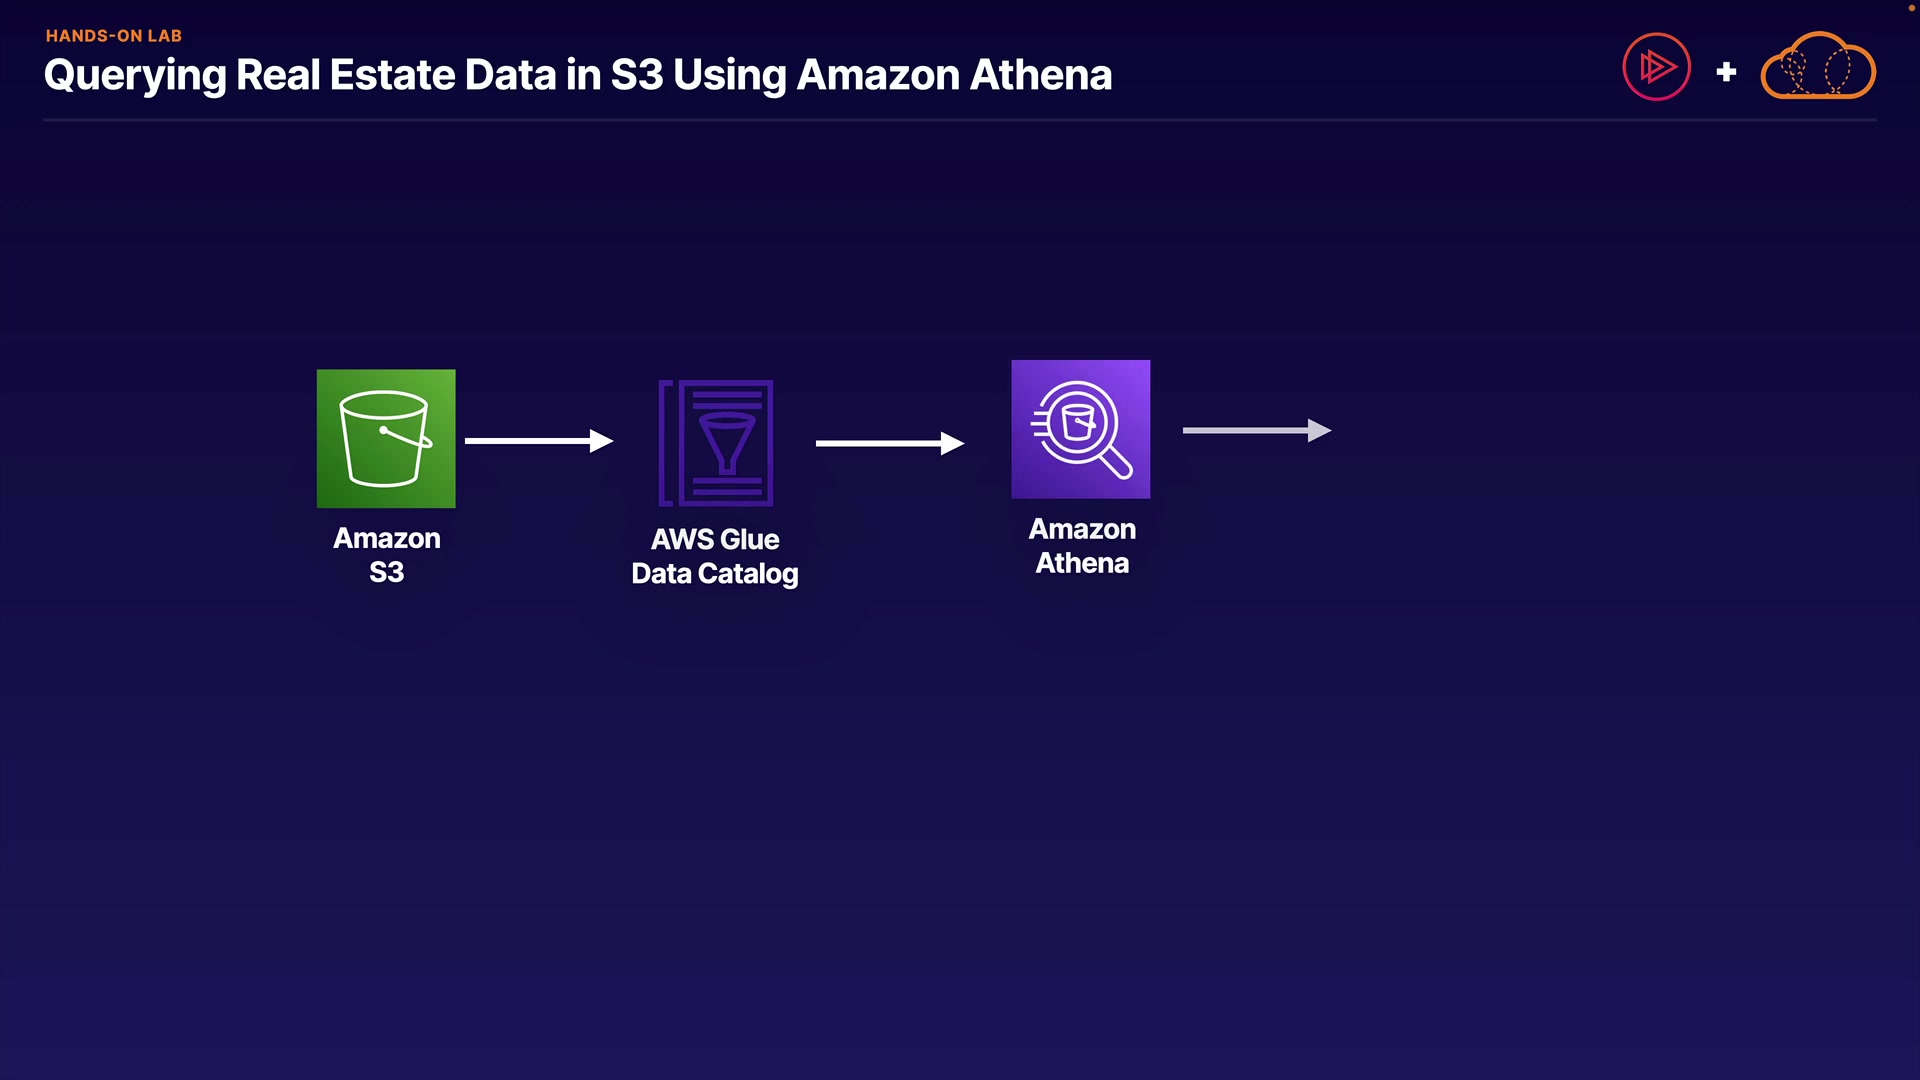 HANDS-ON LAB
Querying Real Estate Data in S3 Using Amazon Athena
+
Amazon
S3
AWS Glue
Data Catalog
Amazon
Athena